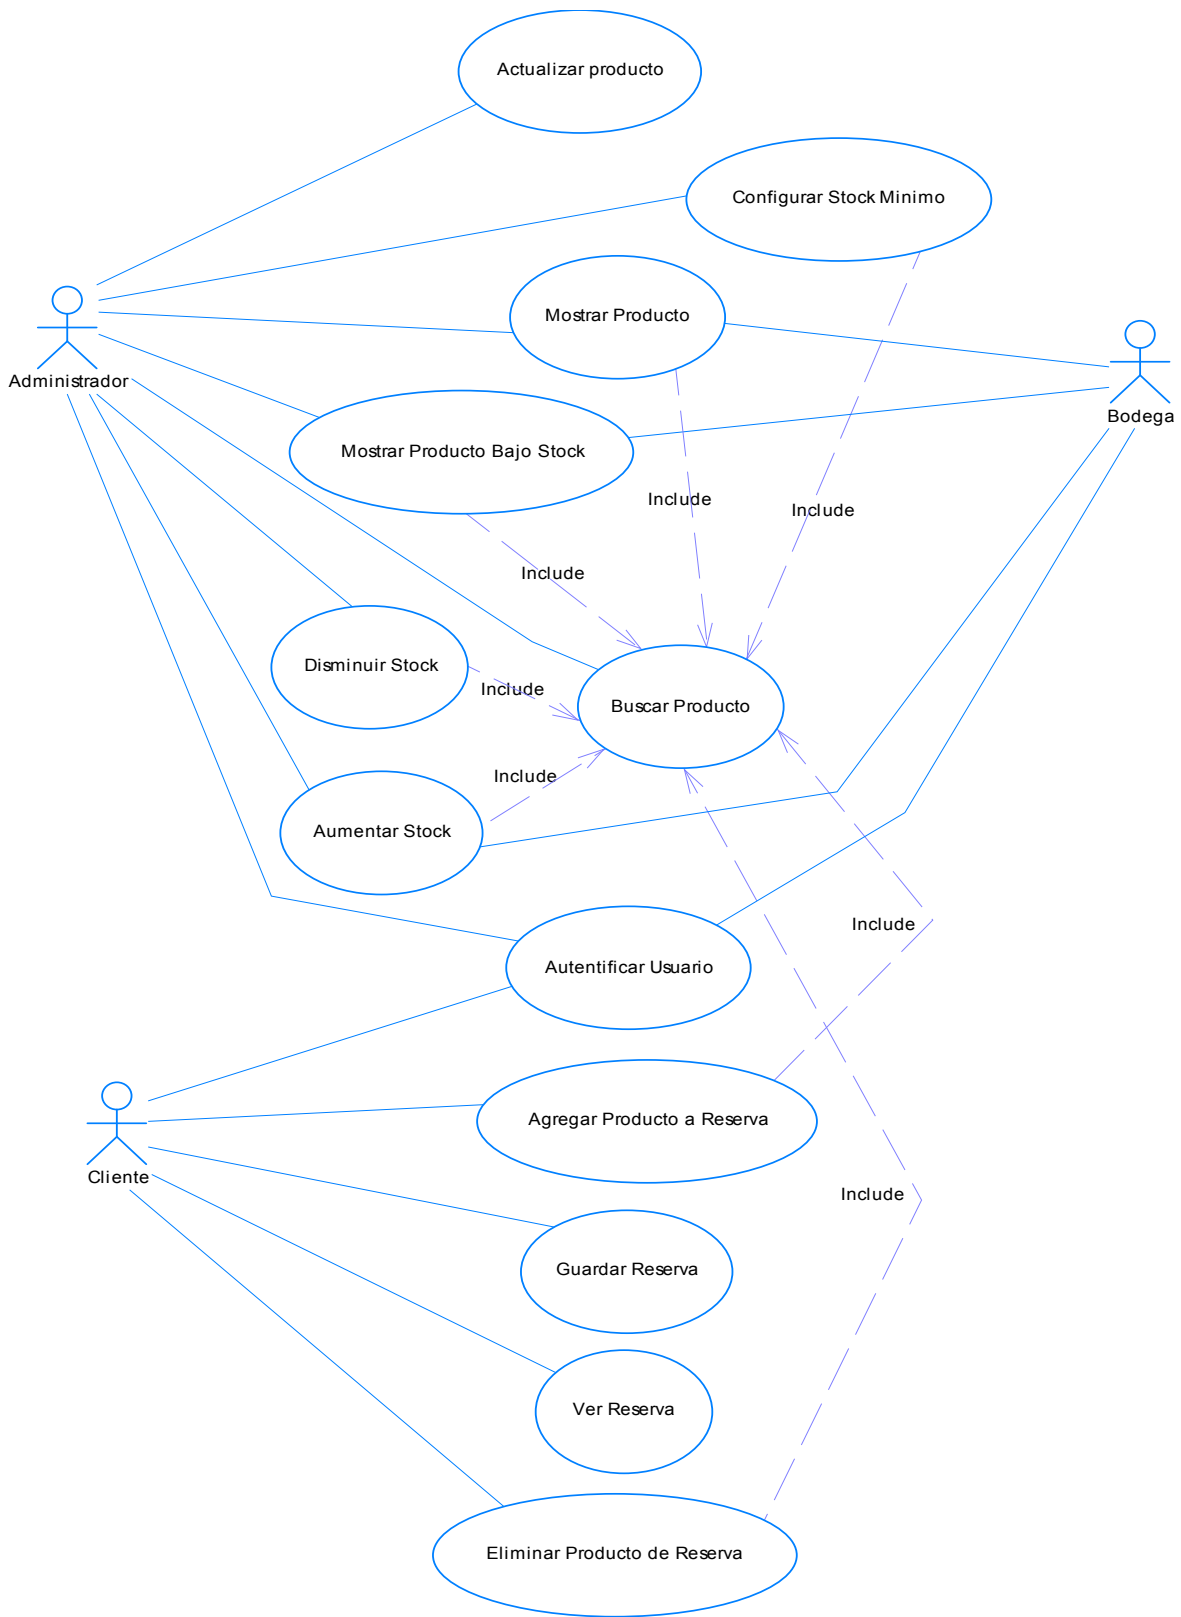 Actualizar producto
Configurar Stock Minimo
Mostrar Producto
Administrador
Bodega
Mostrar Producto Bajo Stock
Include
Include
Include
Disminuir Stock
Include
Buscar Producto
Include
Aumentar Stock
Include
Autentificar Usuario
Agregar Producto a Reserva
Cliente
Include
Guardar Reserva
Ver Reserva
Eliminar Producto de Reserva